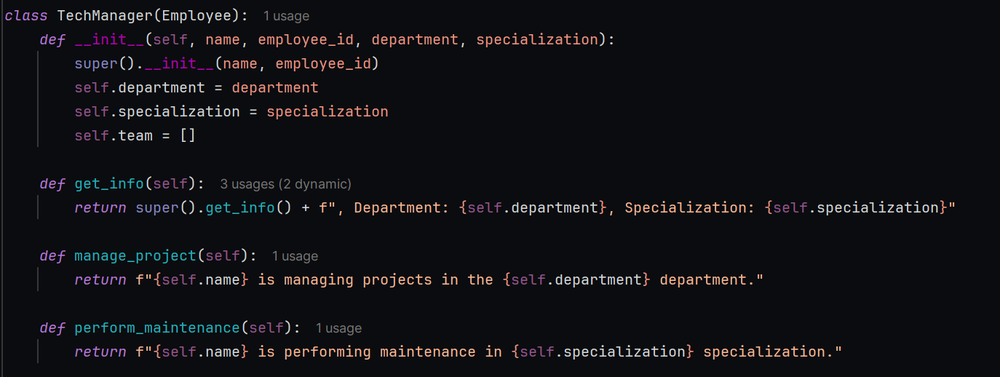 class TechManager(Employee): 1 usage
    def __init__(self, name, employee_id, department, specialization):
        super().__init__(name, employee_id)
        self.department = department
        self.specialization = specialization
        self.team = []
    def get_info(self): 3 usages (2 dynamic)
        return super().get_info() + f", Department: {self.department}, Specialization: {self.specialization}"
    def manage_project(self): 1 usage
        return f"{self.name} is managing projects in the {self.department} department."
    def perform_maintenance(self): 1 usage
        return f"{self.name} is performing maintenance in {self.specialization} specialization."